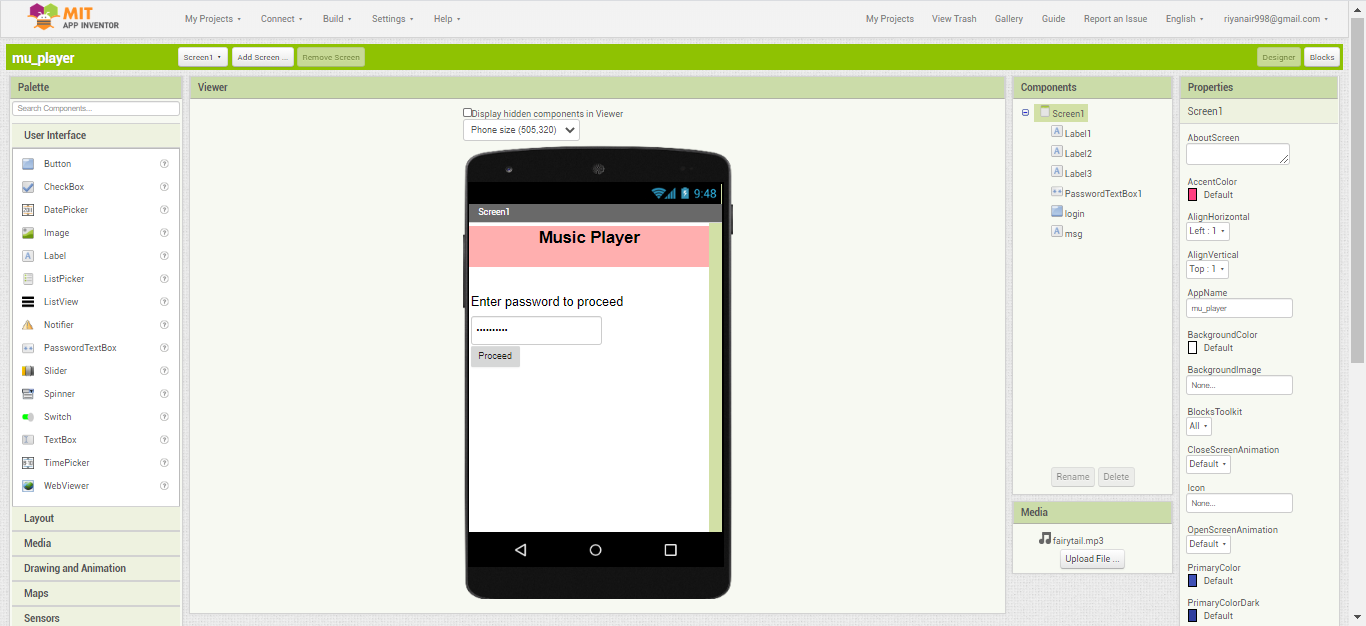 MIT
APP INVENTOR
My Projects Connect Build Settings Help My Projects View Trash Gallery Guide Report an Issue English riyanair998@gmail.com
mu_player Screen1 Add Screen ... Remove Screen Designer Blocks
Palette
Search Components...
User Interface
Button
CheckBox
DatePicker
Image
Label
ListPicker
ListView
Notifier
PasswordTextBox
Slider
Spinner
Switch
TextBox
TimePicker
WebViewer
Layout
Media
Drawing and Animation
Maps
Sensors
Viewer
Display hidden components in Viewer
Phone size (505,320)
9:48
Screen1
Music Player
Enter password to proceed
••••••••••
Proceed
Components
Screen1
Label1
Label2
Label3
PasswordTextBox1
login
msg
Rename Delete
Media
fairytail.mp3
Upload File ...
Properties
Screen1
AboutScreen
AccentColor
Default
AlignHorizontal
Left : 1
AlignVertical
Top : 1
AppName
mu_player
BackgroundColor
Default
BackgroundImage
None...
BlocksToolkit
All
CloseScreenAnimation
Default
Icon
None...
OpenScreenAnimation
Default
PrimaryColor
Default
PrimaryColorDark
Default